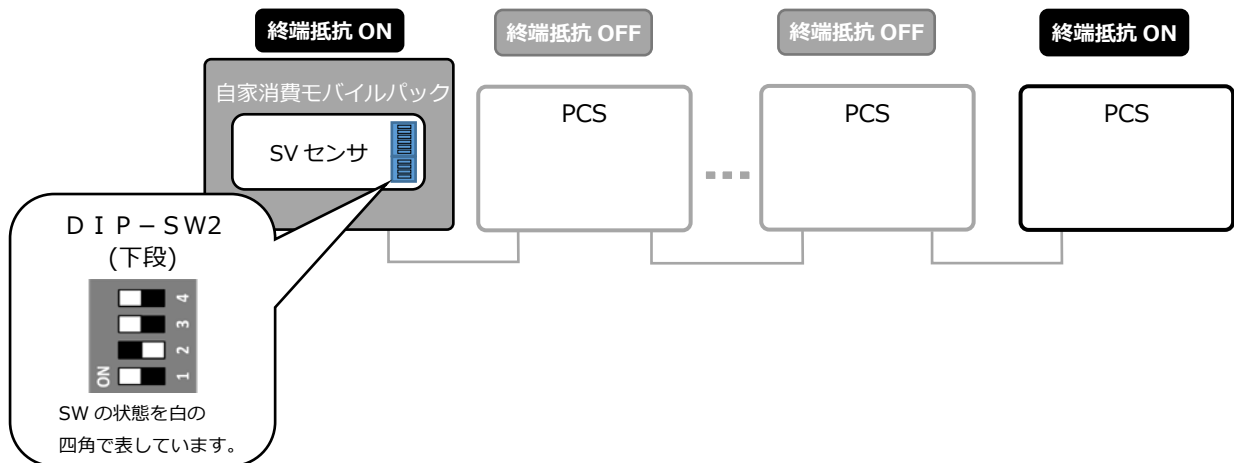 終端抵抗 ON
終端抵抗 OFF
終端抵抗 OFF
終端抵抗 ON
自家消費モバイルパック
SV センサ
PCS
PCS
PCS
ＤＩＰ－ＳＷ2
(下段)
4
3
2
1
ON
SW の状態を白の
四角で表しています。